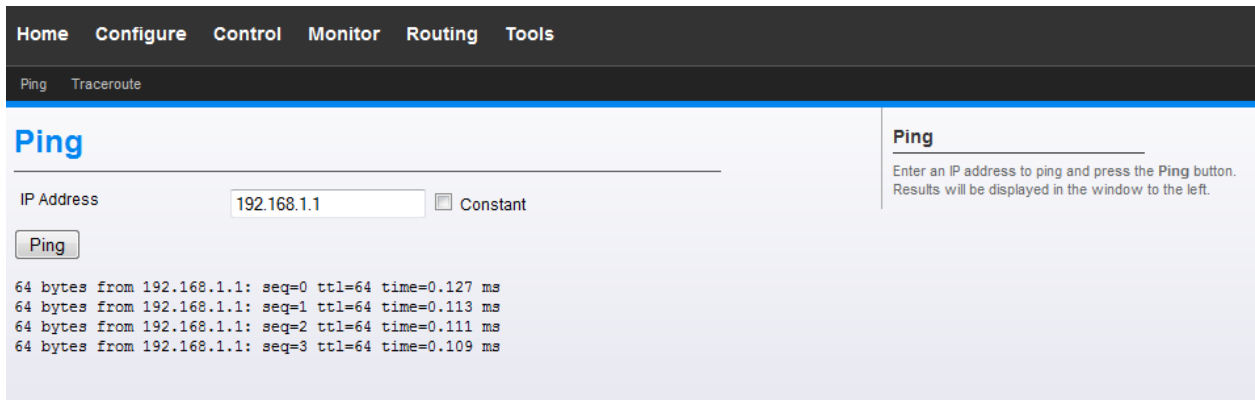 Home Configure Control Monitor Routing Tools
Ping Traceroute
Ping
IP Address 192.168.1.1 Constant
Ping
64 bytes from 192.168.1.1: seq=0 ttl=64 time=0.127 ms
64 bytes from 192.168.1.1: seq=1 ttl=64 time=0.113 ms
64 bytes from 192.168.1.1: seq=2 ttl=64 time=0.111 ms
64 bytes from 192.168.1.1: seq=3 ttl=64 time=0.109 ms
Ping
Enter an IP address to ping and press the Ping button.
Results will be displayed in the window to the left.